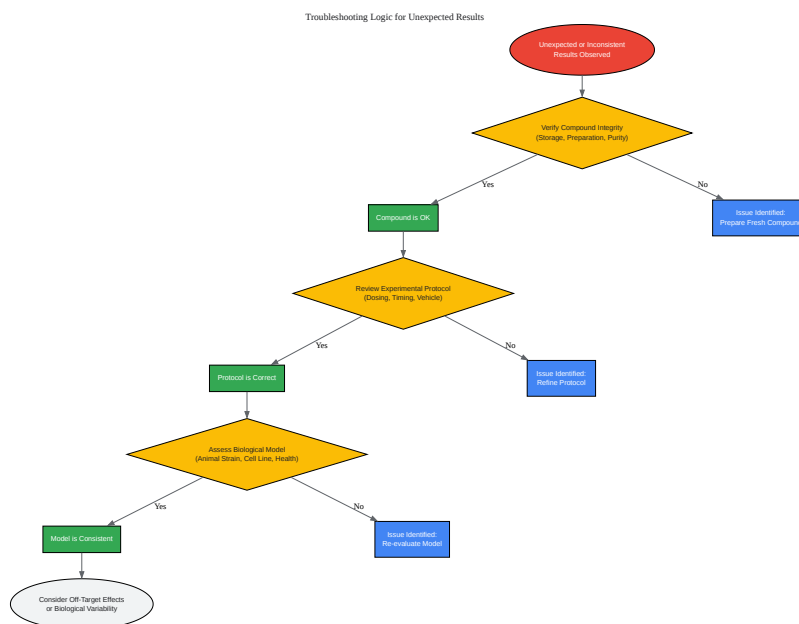 Troubleshooting Logic for Unexpected Results
Unexpected or Inconsistent
Results Observed
Verify Compound Integrity
(Storage, Preparation, Purity)
Yes
No
Compound is OK
Issue Identified:
Prepare Fresh Compound
Review Experimental Protocol
(Dosing, Timing, Vehicle)
Yes
No
Protocol is Correct
Issue Identified:
Refine Protocol
Assess Biological Model
(Animal Strain, Cell Line, Health)
Yes
No
Model is Consistent
Issue Identified:
Re-evaluate Model
Consider Off-Target Effects
or Biological Variability